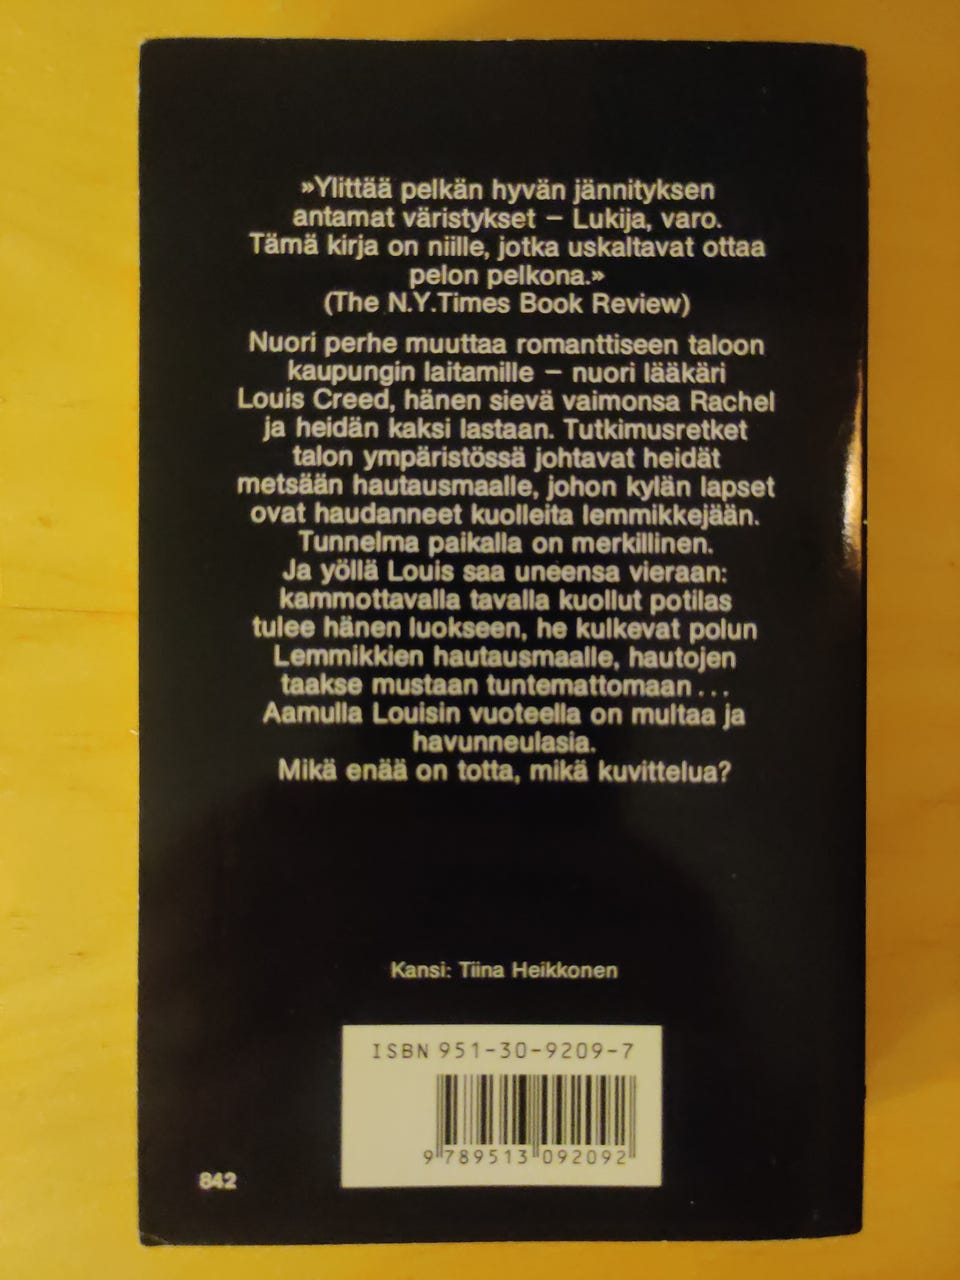 »Ylittää pelkän hyvän jännityksen
antamat väristykset – Lukija, varo.
Tämä kirja on niille, jotka uskaltavat ottaa
pelon pelkona.»
(The N.Y.Times Book Review)
Nuori perhe muuttaa romanttiseen taloon
kaupungin laitamille – nuori lääkäri
Louis Creed, hänen sievä vaimonsa Rachel
ja heidän kaksi lastaan. Tutkimusretket
talon ympäristössä johtavat heidät
metsään hautausmaalle, johon kylän lapset
ovat haudanneet kuolleita lemmikkejään.
Tunnelma paikalla on merkillinen.
Ja yöllä Louis saa uneensa vieraan:
kammottavalla tavalla kuollut potilas
tulee hänen luokseen, he kulkevat polun
Lemmikkien hautausmaalle, hautojen
taakse mustaan tuntemattomaan...
Aamulla Louisin vuoteella on multaa ja
havunneulasia.
Mikä enää on totta, mikä kuvittelua?
Kansi: Tiina Heikkonen
ISBN 951-30-9209-7
9 789513 092092
842